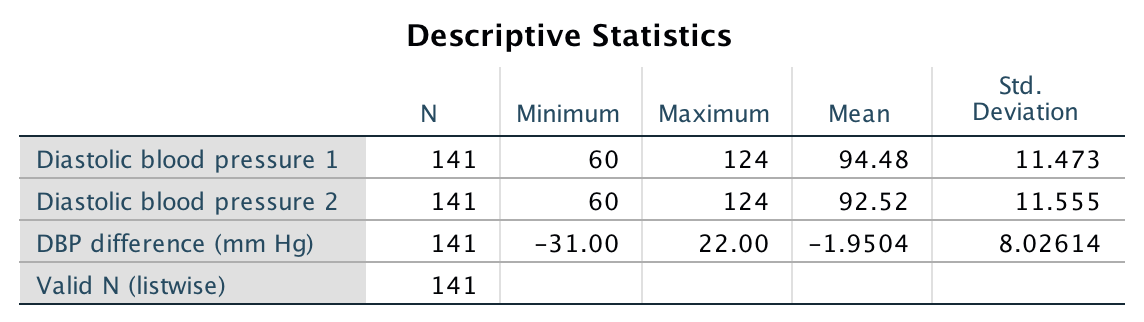 Descriptive Statistics
N Minimum Maximum Mean Std. Deviation
Diastolic blood pressure 1 141 60 124 94.48 11.473
Diastolic blood pressure 2 141 60 124 92.52 11.555
DBP difference (mm Hg) 141 −31.00 22.00 −1.9504 8.02614
Valid N (listwise) 141